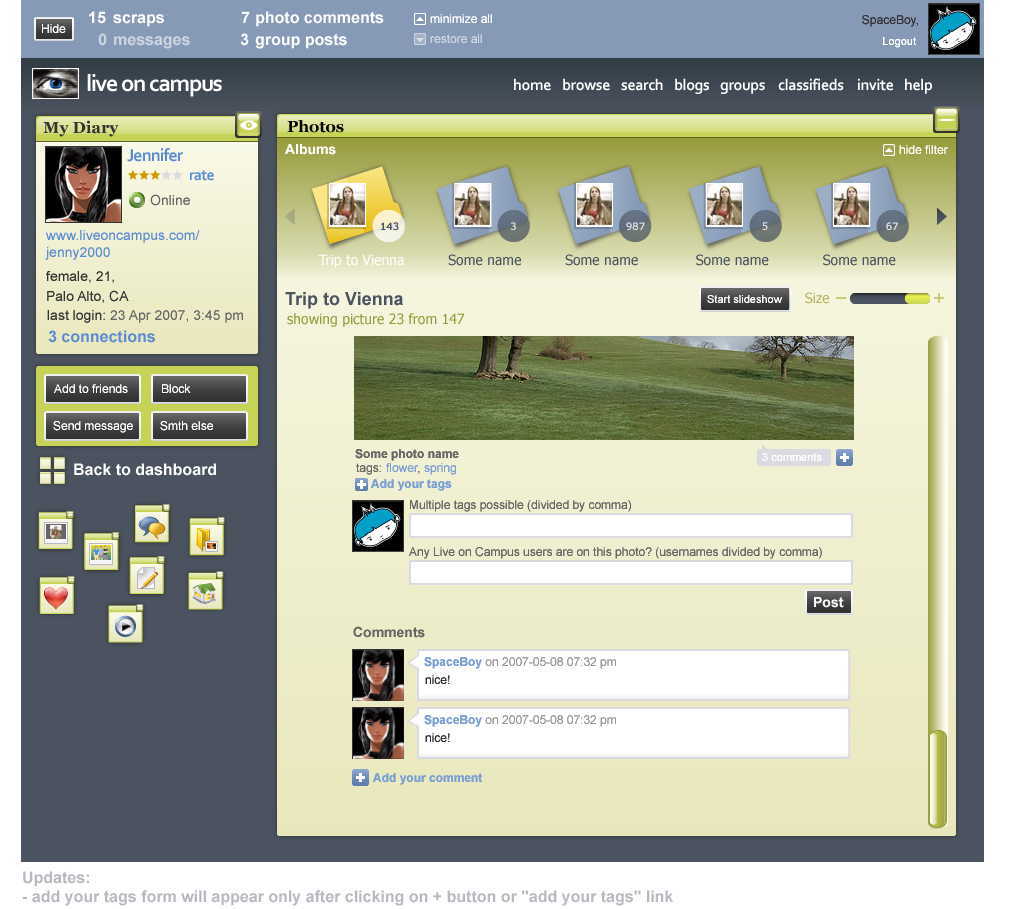 Hide
15 scraps
0 messages
7 photo comments
3 group posts
minimize all
restore all
SpaceBoy,
Logout
live on campus
home browse search blogs groups classifieds invite help
My Diary
Jennifer
rate
Online
www.liveoncampus.com/
jenny2000
female, 21,
Palo Alto, CA
last login: 23 Apr 2007, 3:45 pm
3 connections
Add to friends
Block
Send message
Smth else
Back to dashboard
Photos
Albums
hide filter
143
3
987
5
67
Trip to Vienna
Some name
Some name
Some name
Some name
Trip to Vienna
showing picture 23 from 147
Start slideshow
Size
Some photo name
3 comments
tags: flower, spring
Add your tags
Multiple tags possible (divided by comma)
Any Live on Campus users are on this photo? (usernames divided by comma)
Post
Comments
SpaceBoy on 2007-05-08 07:32 pm
nice!
SpaceBoy on 2007-05-08 07:32 pm
nice!
Add your comment
Updates:
- add your tags form will appear only after clicking on + button or "add your tags" link